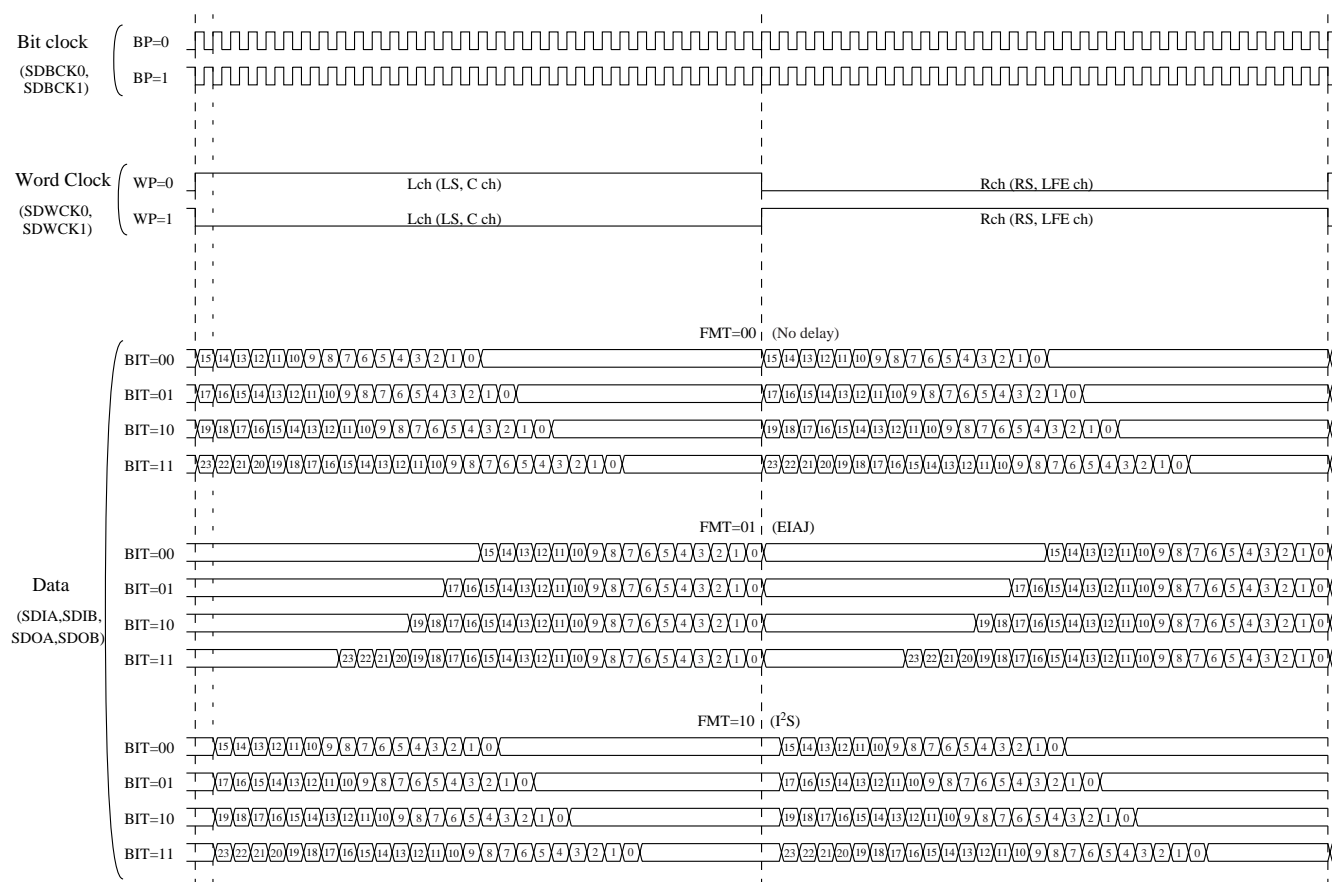 Bit clock
(SDBCK0,
SDBCK1)
BP=0
BP=1
Word Clock
(SDWCK0,
SDWCK1)
WP=0
Lch (LS, C ch)
Rch (RS, LFE ch)
WP=1
Lch (LS, C ch)
Rch (RS, LFE ch)
Data
(SDIA,SDIB,
SDOA,SDOB)
FMT=00 (No delay)
BIT=00 15 14 13 12 11 10 9 8 7 6 5 4 3 2 1 0 15 14 13 12 11 10 9 8 7 6 5 4 3 2 1 0
BIT=01 17 16 15 14 13 12 11 10 9 8 7 6 5 4 3 2 1 0 17 16 15 14 13 12 11 10 9 8 7 6 5 4 3 2 1 0
BIT=10 19 18 17 16 15 14 13 12 11 10 9 8 7 6 5 4 3 2 1 0 19 18 17 16 15 14 13 12 11 10 9 8 7 6 5 4 3 2 1 0
BIT=11 23 22 21 20 19 18 17 16 15 14 13 12 11 10 9 8 7 6 5 4 3 2 1 0 23 22 21 20 19 18 17 16 15 14 13 12 11 10 9 8 7 6 5 4 3 2 1 0
FMT=01 (EIAJ)
BIT=00 15 14 13 12 11 10 9 8 7 6 5 4 3 2 1 0 15 14 13 12 11 10 9 8 7 6 5 4 3 2 1 0
BIT=01 17 16 15 14 13 12 11 10 9 8 7 6 5 4 3 2 1 0 17 16 15 14 13 12 11 10 9 8 7 6 5 4 3 2 1 0
BIT=10 19 18 17 16 15 14 13 12 11 10 9 8 7 6 5 4 3 2 1 0 19 18 17 16 15 14 13 12 11 10 9 8 7 6 5 4 3 2 1 0
BIT=11 23 22 21 20 19 18 17 16 15 14 13 12 11 10 9 8 7 6 5 4 3 2 1 0 23 22 21 20 19 18 17 16 15 14 13 12 11 10 9 8 7 6 5 4 3 2 1 0
FMT=10 (I²S)
BIT=00 15 14 13 12 11 10 9 8 7 6 5 4 3 2 1 0 15 14 13 12 11 10 9 8 7 6 5 4 3 2 1 0
BIT=01 17 16 15 14 13 12 11 10 9 8 7 6 5 4 3 2 1 0 17 16 15 14 13 12 11 10 9 8 7 6 5 4 3 2 1 0
BIT=10 19 18 17 16 15 14 13 12 11 10 9 8 7 6 5 4 3 2 1 0 19 18 17 16 15 14 13 12 11 10 9 8 7 6 5 4 3 2 1 0
BIT=11 23 22 21 20 19 18 17 16 15 14 13 12 11 10 9 8 7 6 5 4 3 2 1 0 23 22 21 20 19 18 17 16 15 14 13 12 11 10 9 8 7 6 5 4 3 2 1 0